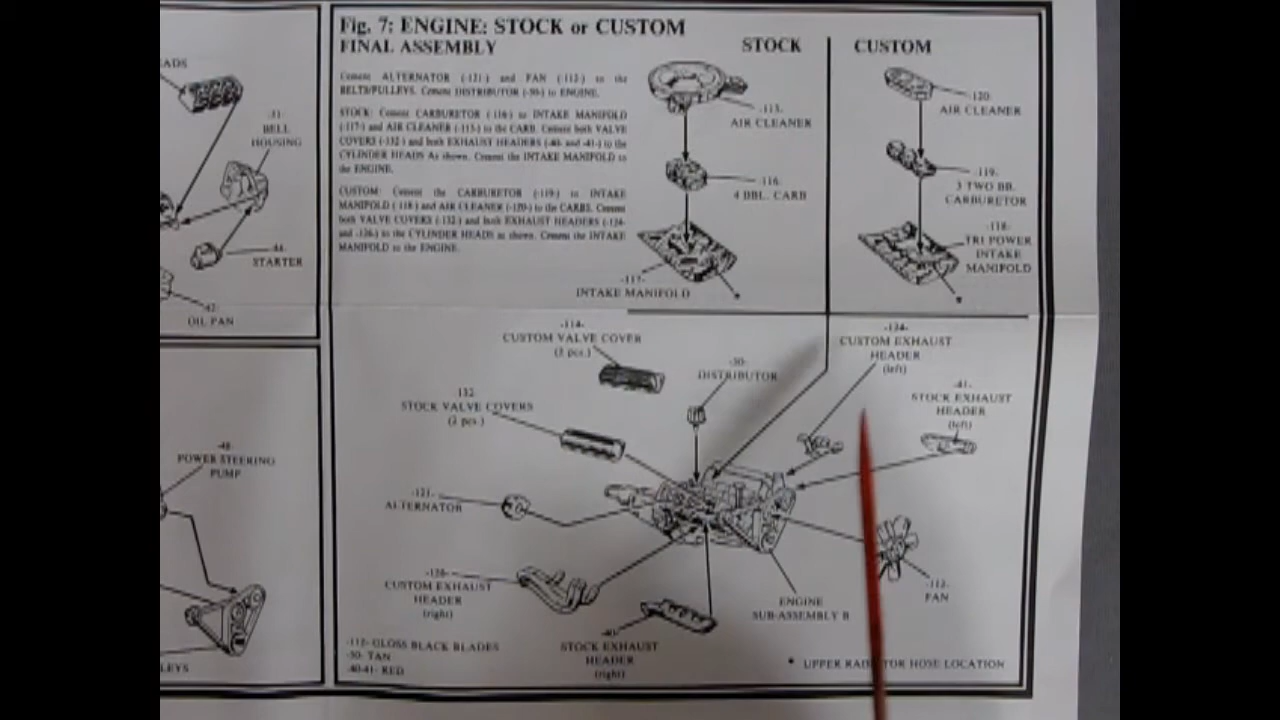 Fig. 7: ENGINE: STOCK or CUSTOM
FINAL ASSEMBLY
Cement ALTERNATOR (-121-) and FAN (-112-) to the
BELTS/PULLEYS. Cement DISTRIBUTOR (-50-) to ENGINE.
STOCK: Cement CARBURETOR (-116-) to INTAKE MANIFOLD
(-117-) and AIR CLEANER (-115-) to the CARB. Cement both VALVE
COVERS (-132-) and both EXHAUST HEADERS (-40- and -41-) to the
CYLINDER HEADS As shown. Cement the INTAKE MANIFOLD to
the ENGINE.
CUSTOM: Cement the CARBURETOR (-119-) to INTAKE
MANIFOLD (-118-) and AIR CLEANER (-120-) to the CARBS. Cement
both VALVE COVERS (-132-) and both EXHAUST HEADERS (-124-
and -126-) to the CYLINDER HEADS as shown. Cement the INTAKE
MANIFOLD to the ENGINE.
STOCK
CUSTOM
AIR CLEANER
-116-
4 BBL. CARB
-117-
INTAKE MANIFOLD
-120-
AIR CLEANER
-119-
3 TWO BB.
CARBURETOR
-118-
TRI POWER
INTAKE
MANIFOLD
EADS
BELL
HOUSING
-44-
STARTER
-42-
OIL PAN
-48-
POWER STEERING
PUMP
LEYS
-114-
CUSTOM VALVE COVER
(2 pcs.)
132
STOCK VALVE COVERS
(2 pcs.)
-50-
DISTRIBUTOR
-124-
CUSTOM EXHAUST
HEADER
(left)
-41-
STOCK EXHAUST
HEADER
(left)
-121-
ALTERNATOR
-126-
CUSTOM EXHAUST
HEADER
(right)
-40-
STOCK EXHAUST
HEADER
(right)
ENGINE
SUB-ASSEMBLY B
-112-
FAN
-112- GLOSS BLACK BLADES
-50- TAN
-40-41- RED
* UPPER RADIATOR HOSE LOCATION